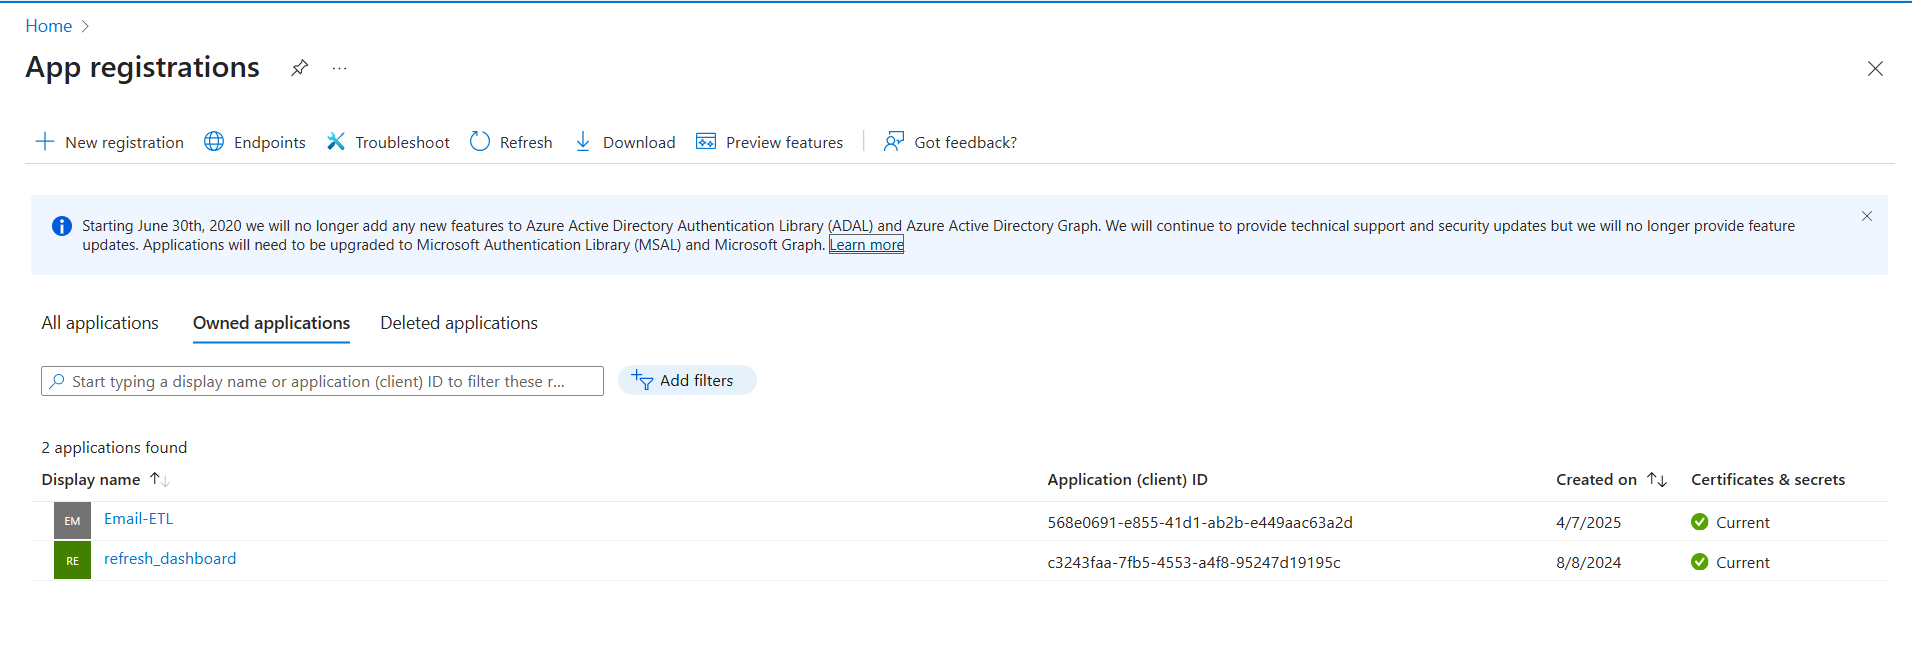 Home
App registrations
New registration
Endpoints
Troubleshoot
Refresh
Download
Preview features
Got feedback?
Starting June 30th, 2020 we will no longer add any new features to Azure Active Directory Authentication Library (ADAL) and Azure Active Directory Graph. We will continue to provide technical support and security updates but we will no longer provide feature
updates. Applications will need to be upgraded to Microsoft Authentication Library (MSAL) and Microsoft Graph. Learn more
All applications
Owned applications
Deleted applications
Start typing a display name or application (client) ID to filter these r...
Add filters
2 applications found
Display name
Application (client) ID
Created on
Certificates & secrets
EM
Email-ETL
568e0691-e855-41d1-ab2b-e449aac63a2d
4/7/2025
Current
RE
refresh_dashboard
c3243faa-7fb5-4553-a4f8-95247d19195c
8/8/2024
Current